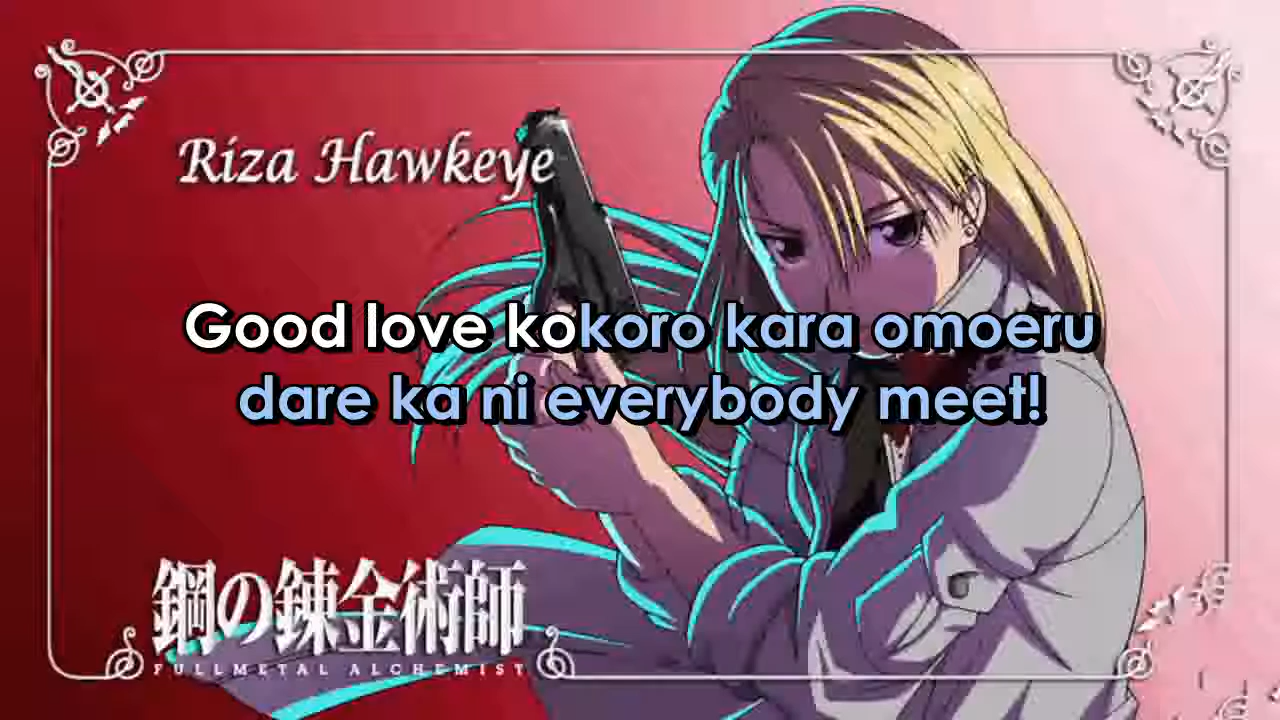 Riza Hawkeye
Good love kokoro kara omoeru
dare ka ni everybody meet!
鋼の錬金術師
FULLMETAL ALCHEMIST